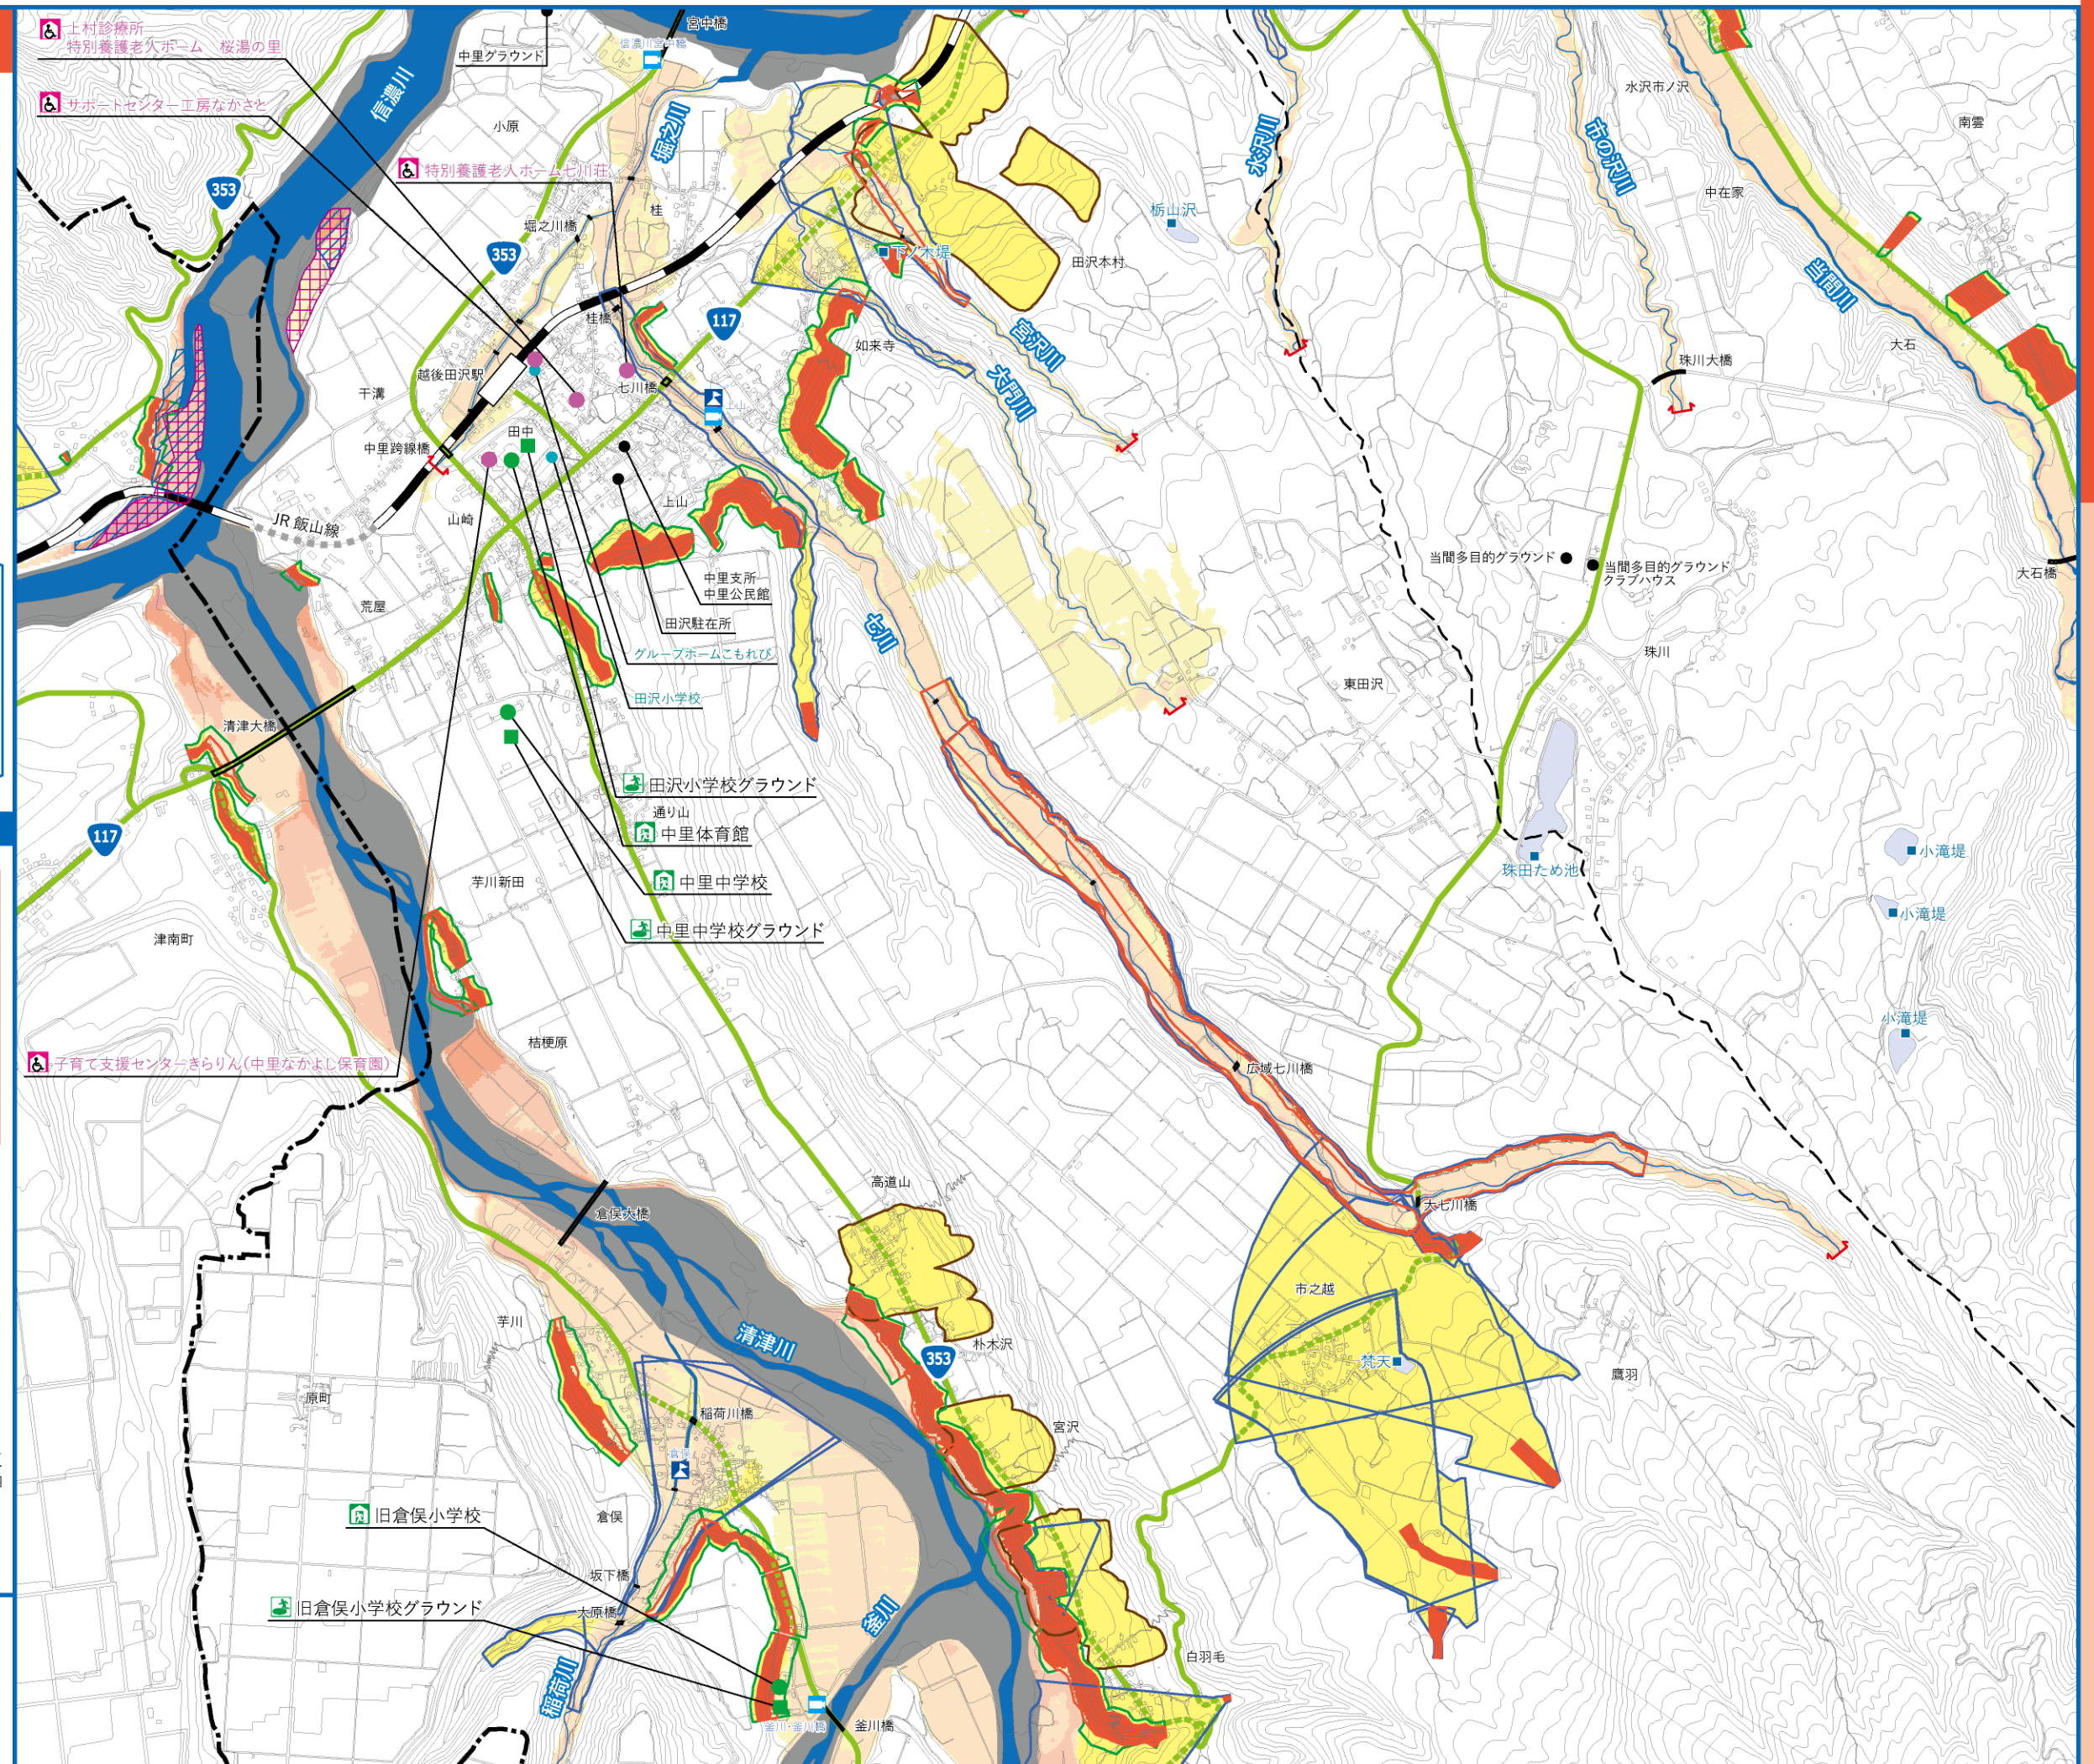 上村診療所
特別養護老人ホーム 桜湯の里
サポートセンター工房なかさと
信濃川
中里グラウンド
宮中橋
信濃川宮中橋
小原
堀之川
特別養護老人ホーム七川荘
353
353
堀之川橋
桂
水沢川
栃山沢
市の沢川
水沢市ノ沢
南雲
中在家
当間川
下ノ木堤
田沢本村
桂橋
117
如来寺
宮沢川
大門川
珠川大橋
大石
越後田沢駅
干溝
七川橋
上山
田中
中里跨線橋
山崎
上山
JR飯山線
荒屋
中里支所
中里公民館
田沢駐在所
グループホームこもれび
田沢小学校
七川
当間多目的グラウンド
当間多目的グラウンド
クラブハウス
大石橋
珠川
東田沢
清津大橋
117
田沢小学校グラウンド
通り山
中里体育館
中里中学校
中里中学校グラウンド
芋川新田
津南町
珠田ため池
小滝堤
小滝堤
小滝堤
桔梗原
子育て支援センターきらりん(中里なかよし保育園)
広域七川橋
高道山
倉俣大橋
大七川橋
市之越
芋川
清津川
朴木沢
353
梵天
鷹羽
原町
稲荷川橋
宮沢
倉俣
旧倉俣小学校
倉俣
坂下橋
旧倉俣小学校グラウンド
大原橋
釜川
白羽毛
稲荷川
釜川・釜川橋
釜川橋